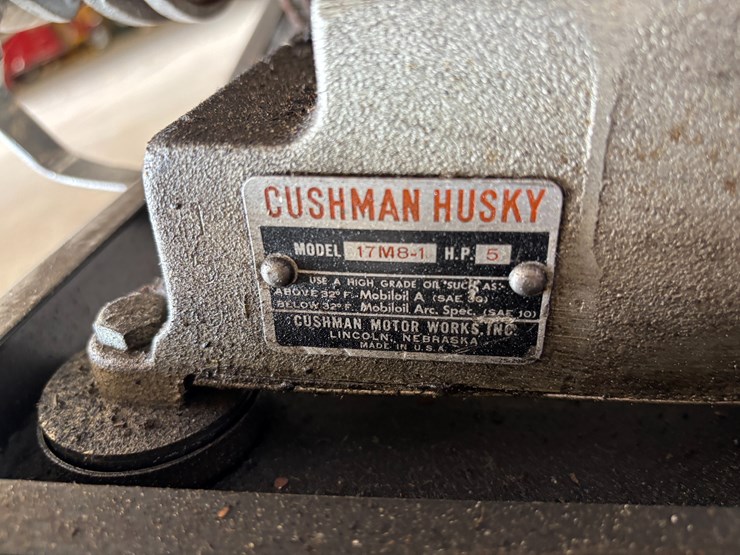 CUSHMAN HUSKY
MODEL 17M8-1 H.P. 5
USE A HIGH GRADE OIL "SUCH AS:
ABOVE 32° F.-Mobiloil A (SAE 30)
BELOW 32° F. Mobiloil Arc. Spec. (SAE 10)
CUSHMAN MOTOR WORKS, INC.
LINCOLN, NEBRASKA
MADE IN U.S.A.